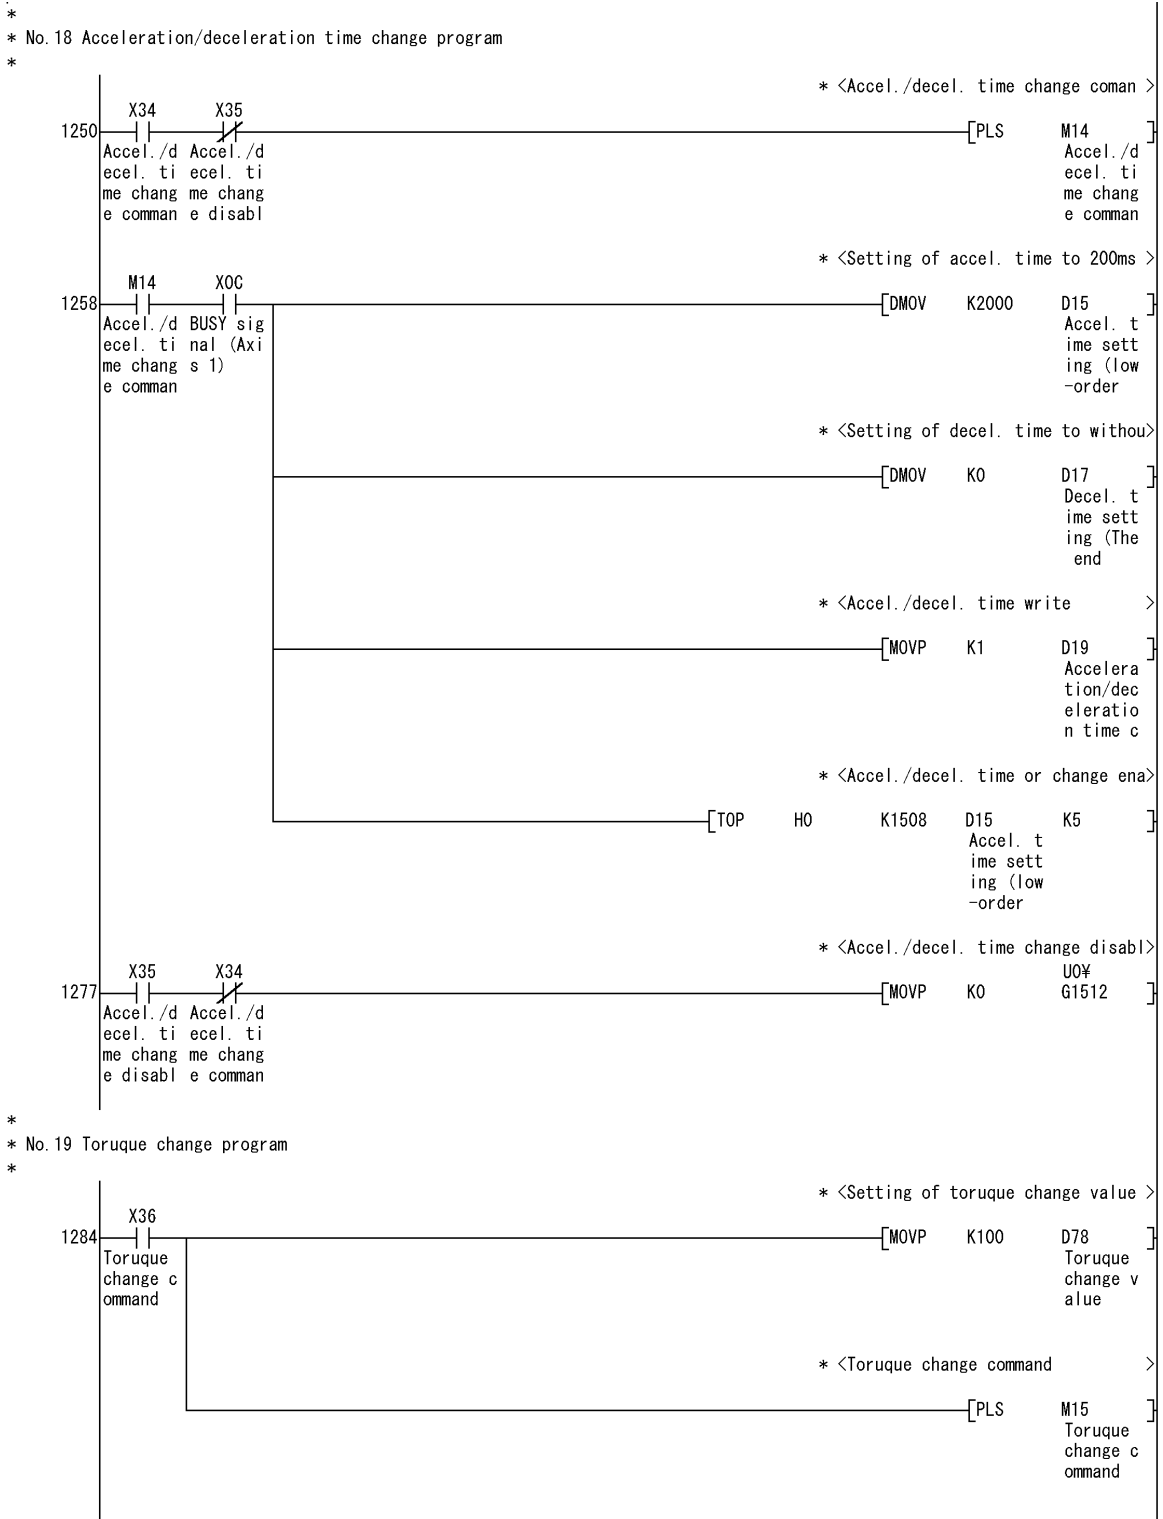 *
* No.18 Acceleration/deceleration time change program
*
* <Accel./decel. time change coman >
X34 X35
1250 [PLS M14 ]
Accel./d Accel./d Accel./d
ecel. ti ecel. ti ecel. ti
me chang me chang me chang
e comman e disabl e comman
* <Setting of accel. time to 200ms >
M14 X0C
1258 [DMOV K2000 D15 ]
Accel./d BUSY sig Accel. t
ecel. ti nal (Axi ime sett
me chang s 1) ing (low
e comman -order
* <Setting of decel. time to withou>
[DMOV K0 D17 ]
Decel. t
ime sett
ing (The
end
* <Accel./decel. time write >
[MOVP K1 D19 ]
Accelera
tion/dec
eleratio
n time c
* <Accel./decel. time or change ena>
[TOP H0 K1508 D15 K5 ]
Accel. t
ime sett
ing (low
-order
* <Accel./decel. time change disabl>
X35 X34 U0¥
1277 [MOVP K0 G1512 ]
Accel./d Accel./d
ecel. ti ecel. ti
me chang me chang
e disabl e comman
*
* No.19 Toruque change program
*
* <Setting of toruque change value >
X36
1284 [MOVP K100 D78 ]
Toruque Toruque
change c change v
ommand alue
* <Toruque change command >
[PLS M15 ]
Toruque
change c
ommand